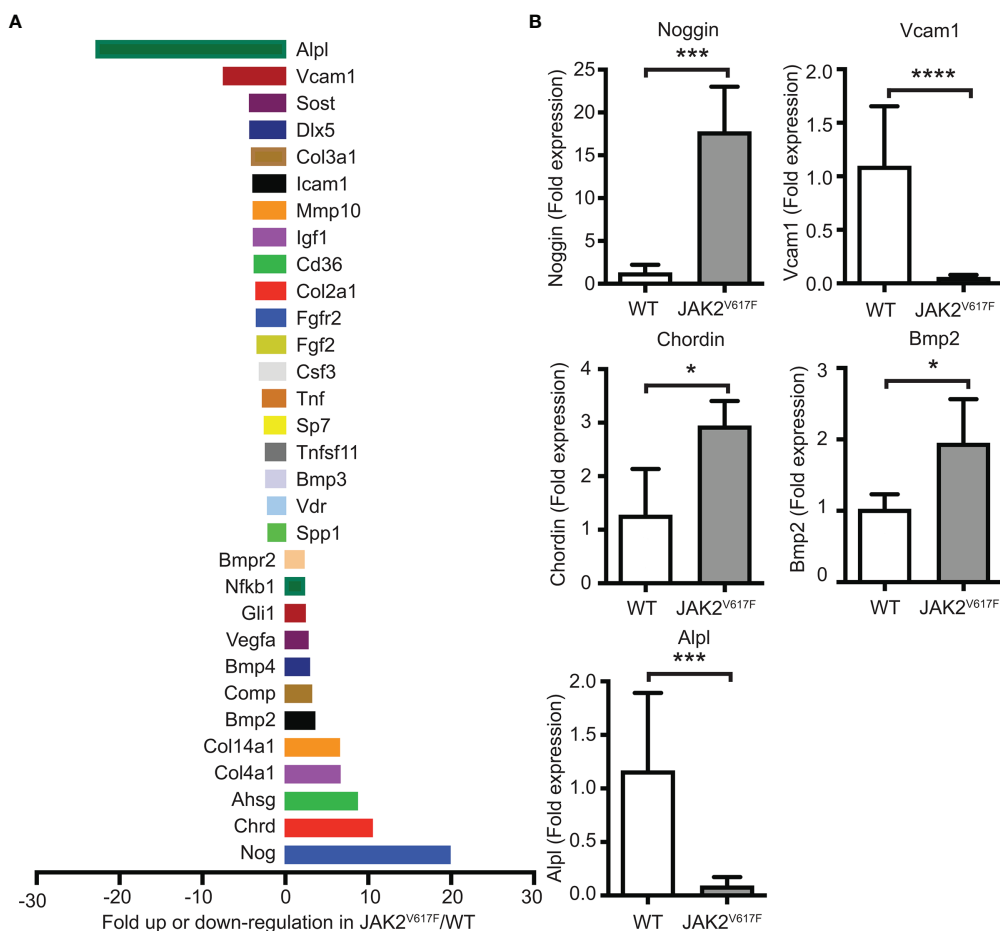 A
Alpl
Vcam1
Sost
Dlx5
Col3a1
Icam1
Mmp10
Igf1
Cd36
Col2a1
Fgfr2
Fgf2
Csf3
Tnf
Sp7
Tnfsf11
Bmp3
Vdr
Spp1
Bmpr2
Nfkb1
Gli1
Vegfa
Bmp4
Comp
Bmp2
Col14a1
Col4a1
Ahsg
Chrd
Nog
-30 -20 -10 0 10 20 30
Fold up or down-regulation in JAK2V617F/WT
B
Noggin
***
Noggin (Fold expression)
25
20
15
10
5
0
WT JAK2V617F
Vcam1
****
Vcam1 (Fold expression)
2.0
1.5
1.0
0.5
0.0
WT JAK2V617F
Chordin
*
Chordin (Fold expression)
4
3
2
1
0
WT JAK2V617F
Bmp2
*
Bmp2 (Fold expression)
3
2
1
0
WT JAK2V617F
Alpl
***
Alpl (Fold expression)
2.0
1.5
1.0
0.5
0.0
WT JAK2V617F